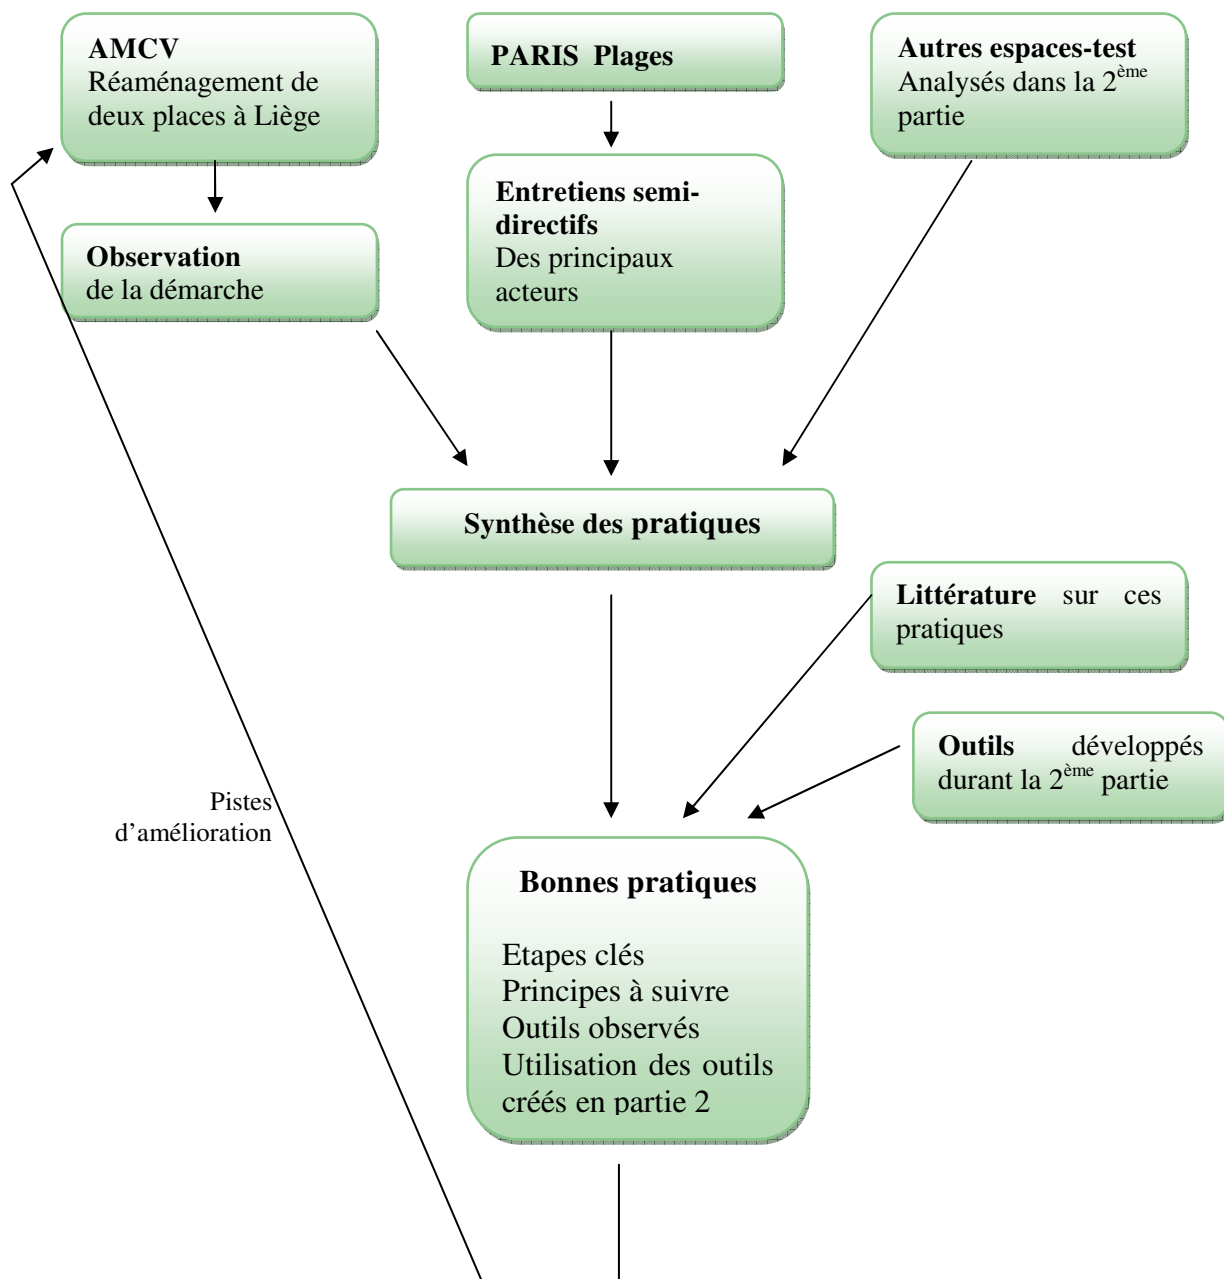 AMCV
Réaménagement de
deux places à Liège
PARIS Plages
Autres espaces-test
Analysés dans la 2ème
partie
Observation
de la démarche
Entretiens semi-
directifs
Des principaux
acteurs
Synthèse des pratiques
Littérature sur ces
pratiques
Outils développés
durant la 2ème partie
Pistes
d’amélioration
Bonnes pratiques
Etapes clés
Principes à suivre
Outils observés
Utilisation des outils
créés en partie 2